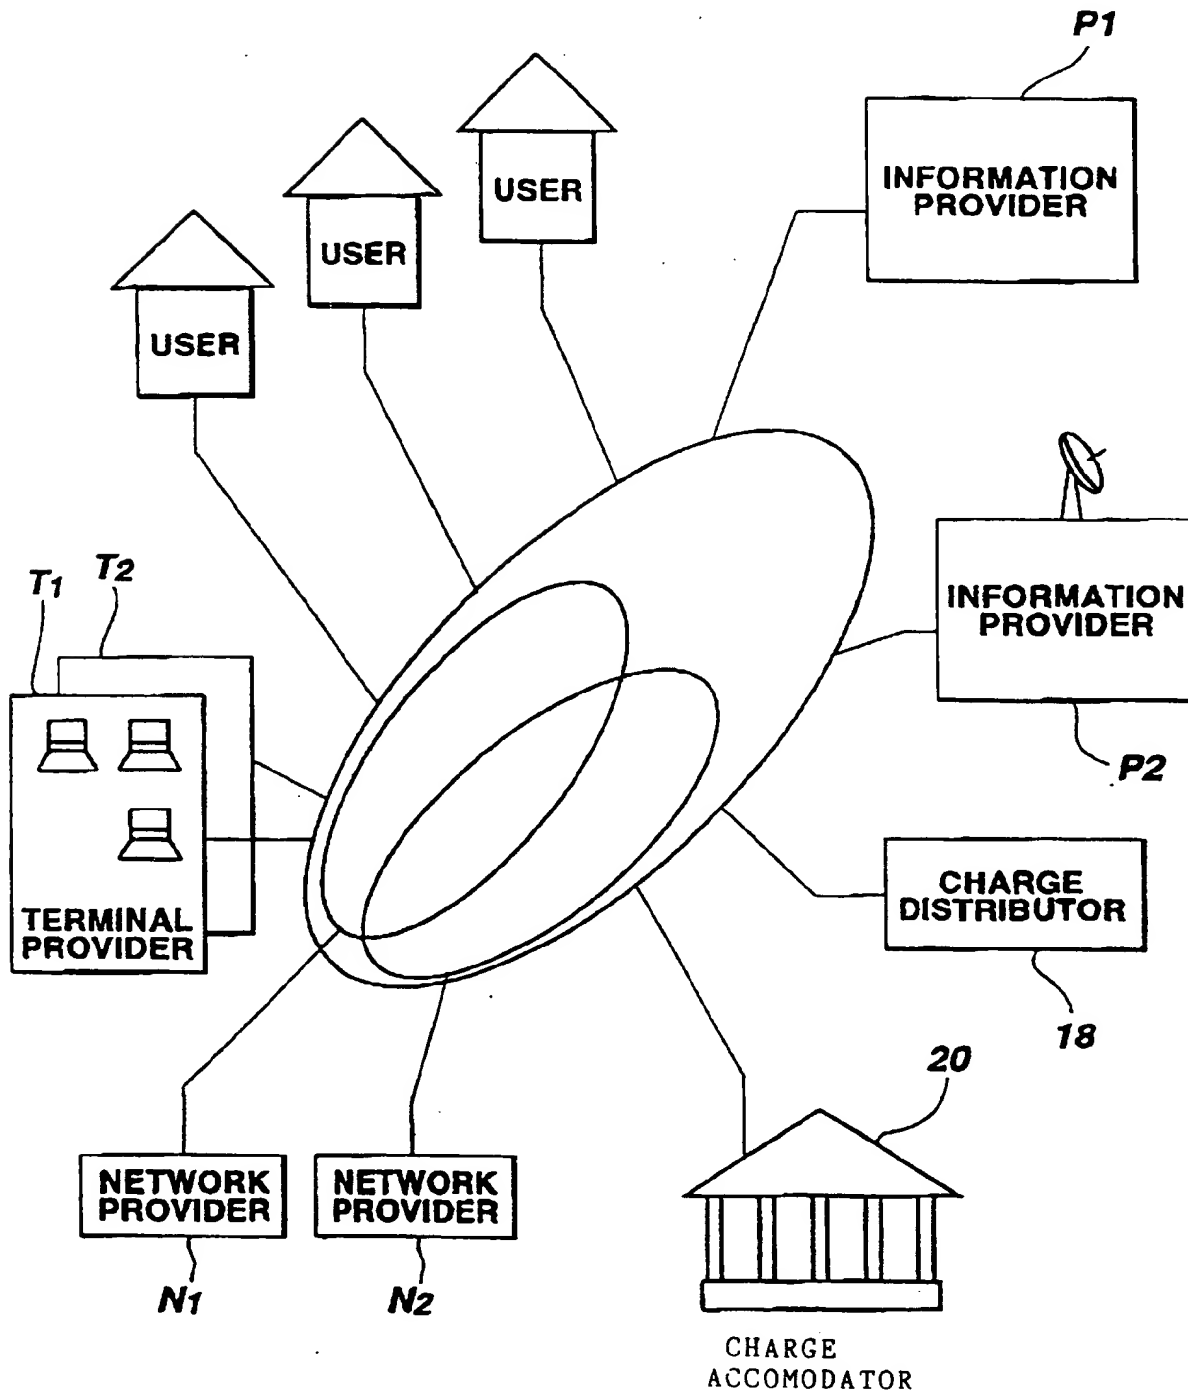 P1
INFORMATION
PROVIDER
USER
USER
USER
T1
T2
INFORMATION
PROVIDER
P2
TERMINAL
PROVIDER
CHARGE
DISTRIBUTOR
18
20
NETWORK
PROVIDER
NETWORK
PROVIDER
N1
N2
CHARGE
ACCOMODATOR